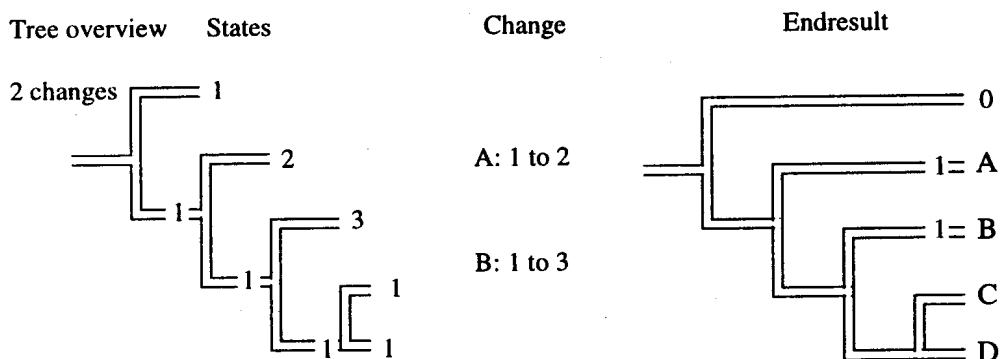 Tree overview States Change Endresult
2 changes 1 0
2 A: 1 to 2 1 A
1
3 1 B
1 B: 1 to 3
1 C
1 1 D